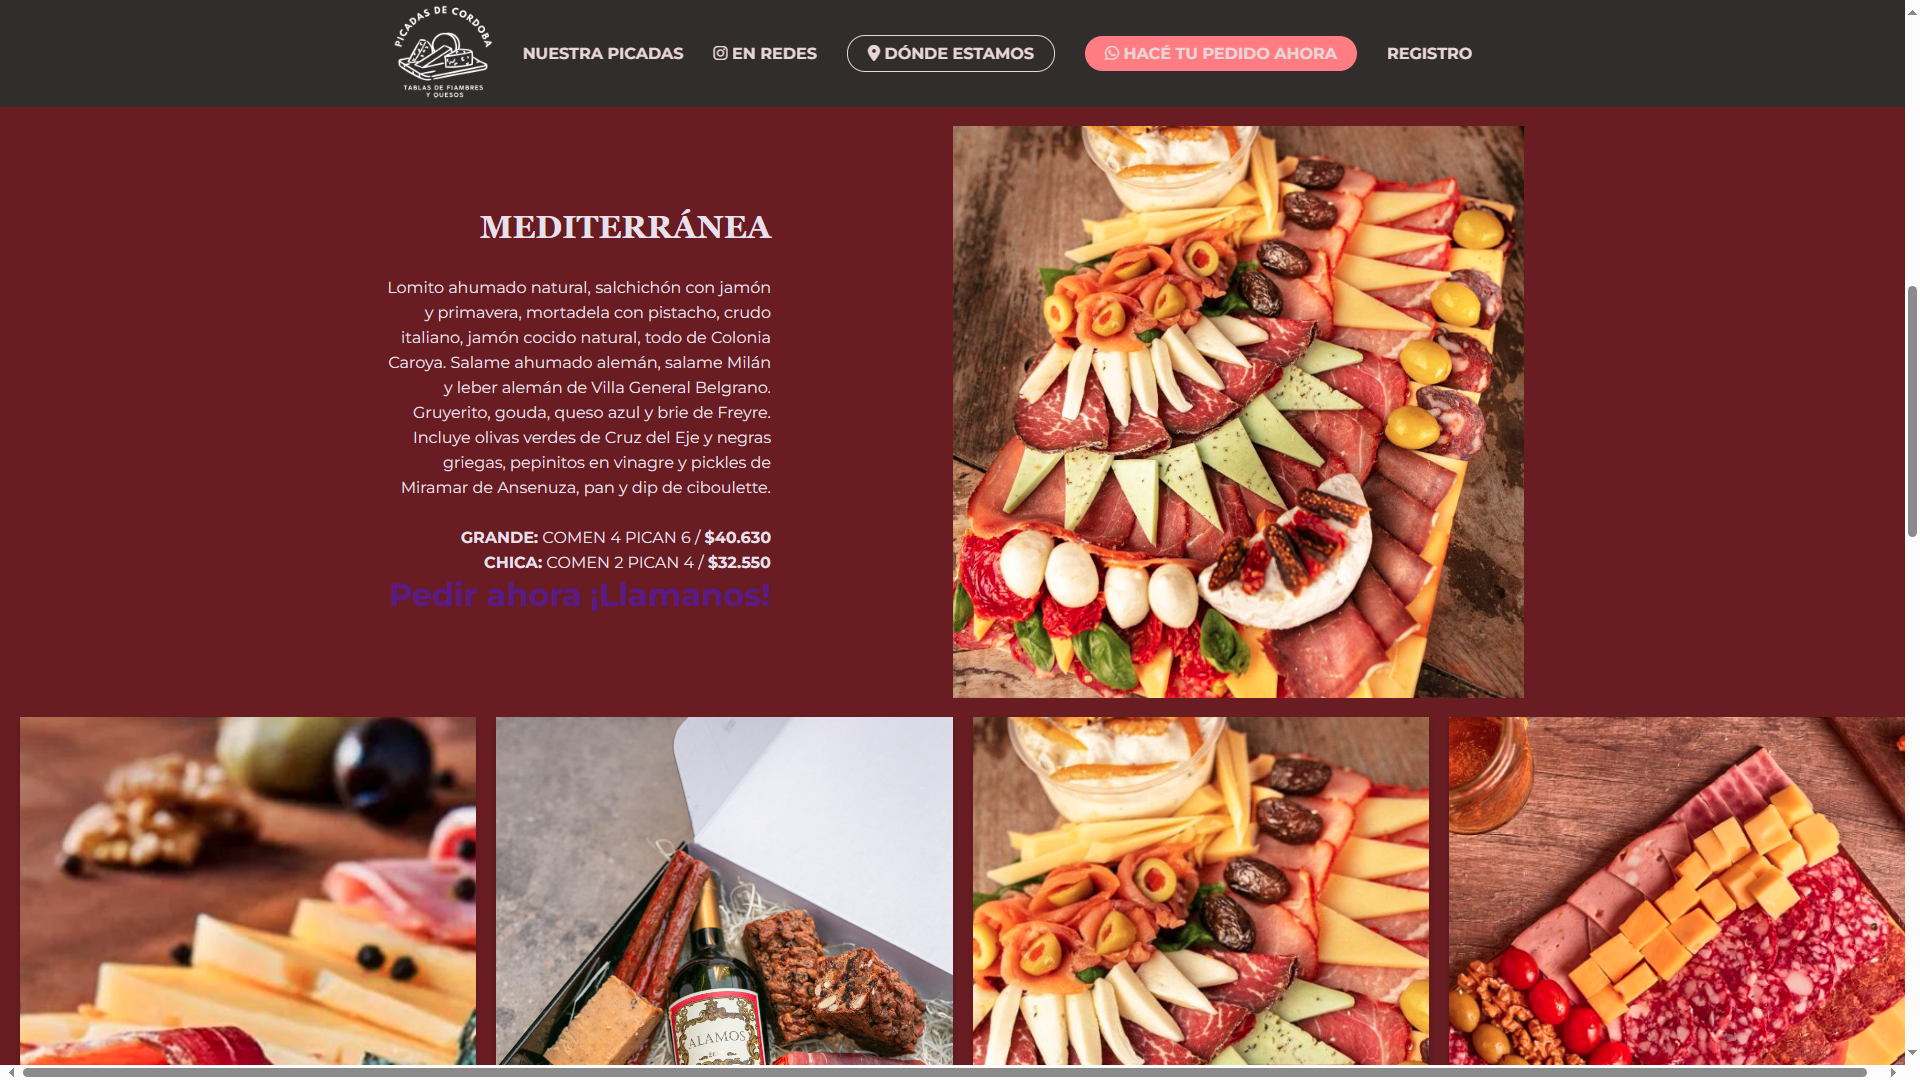 PICADAS DE CORDOBA
TABLAS DE FIAMBRES
Y QUESOS
NUESTRA PICADAS
EN REDES
DÓNDE ESTAMOS
HACÉ TU PEDIDO AHORA
REGISTRO
MEDITERRÁNEA
Lomito ahumado natural, salchichón con jamón
y primavera, mortadela con pistacho, crudo
italiano, jamón cocido natural, todo de Colonia
Caroya. Salame ahumado alemán, salame Milán
y leber alemán de Villa General Belgrano.
Gruyerito, gouda, queso azul y brie de Freyre.
Incluye olivas verdes de Cruz del Eje y negras
griegas, pepinitos en vinagre y pickles de
Miramar de Ansenuza, pan y dip de ciboulette.
GRANDE: COMEN 4 PICAN 6 / $40.630
CHICA: COMEN 2 PICAN 4 / $32.550
Pedir ahora ¡Llamanos!
ALAMOS